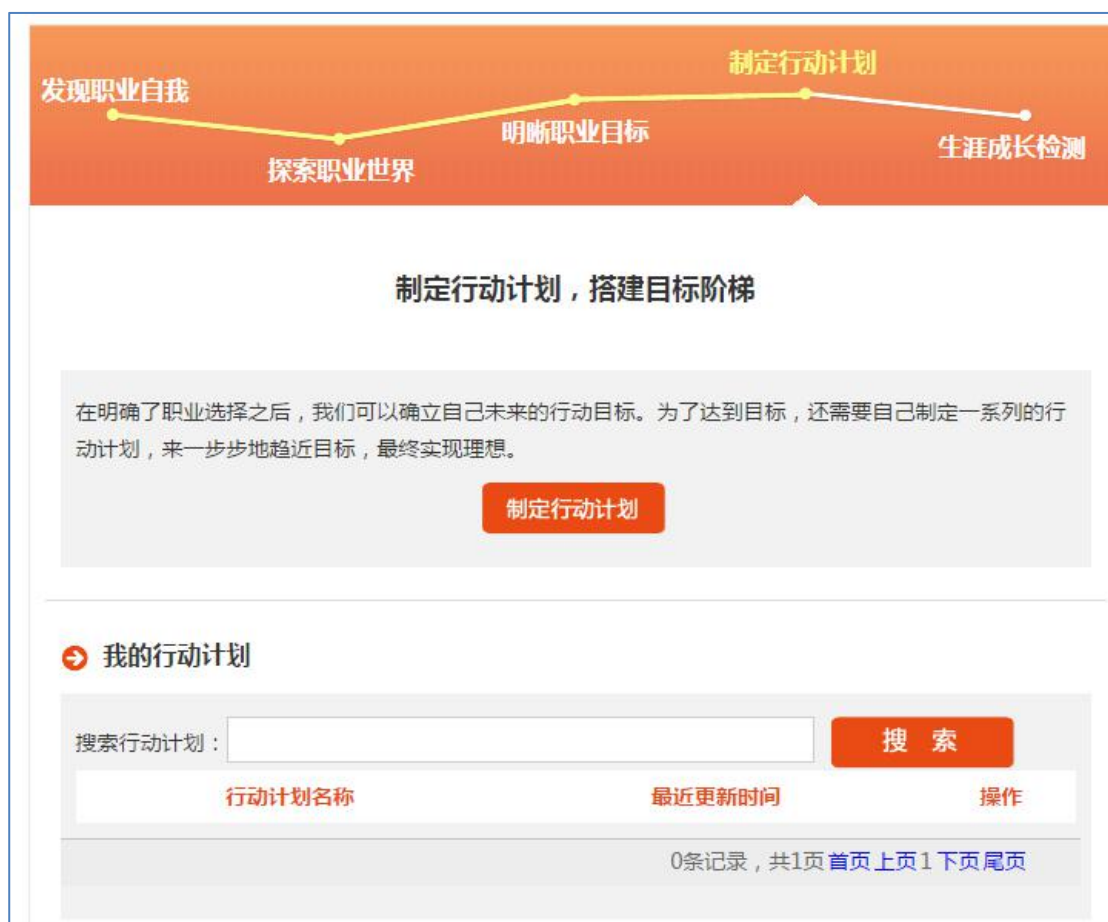 制定行动计划
发现职业自我
明晰职业目标
生涯成长检测
探索职业世界
制定行动计划，搭建目标阶梯
在明确了职业选择之后，我们可以确立自己未来的行动目标。为了达到目标，还需要自己制定一系列的行
动计划，来一步步地趋近目标，最终实现理想。
制定行动计划
我的行动计划
搜索行动计划：
搜 索
行动计划名称 最近更新时间 操作
0条记录，共1页首页上页1下页尾页